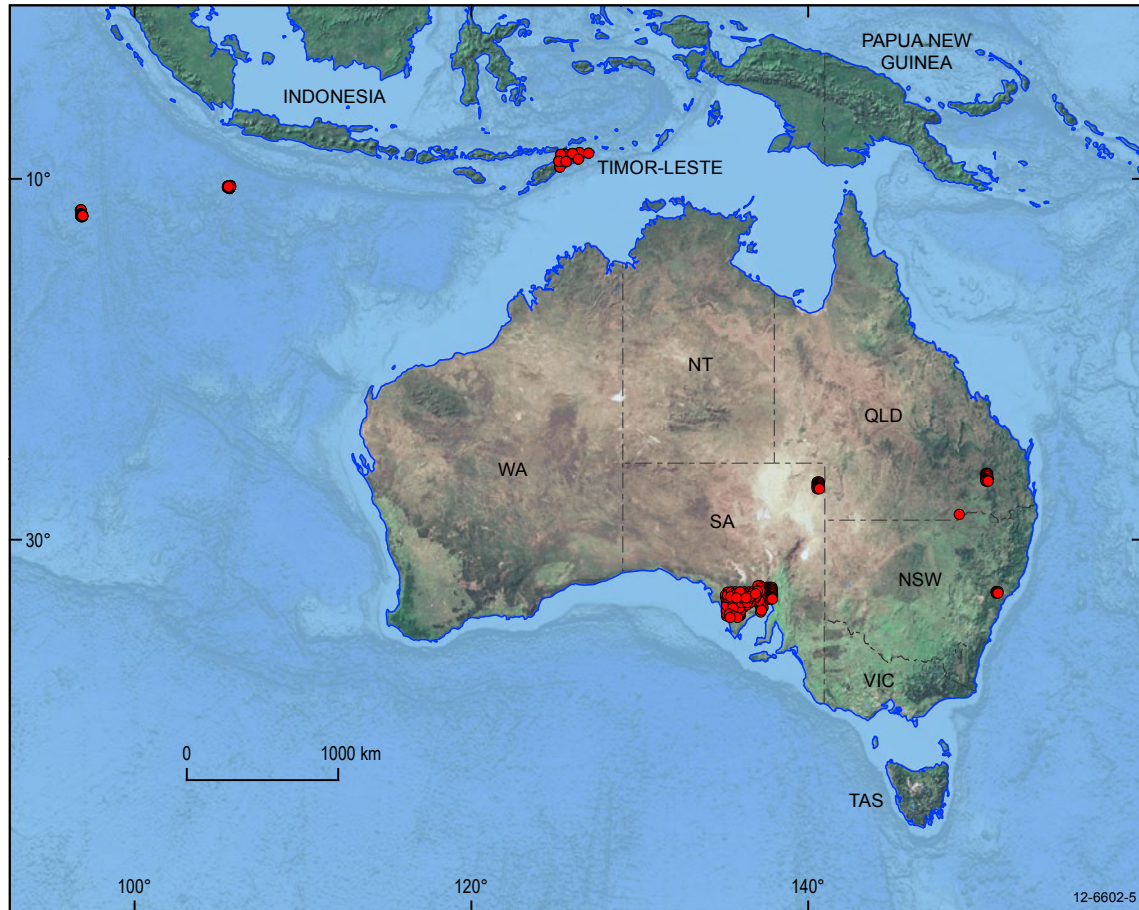 PAPUA NEW
GUINEA
INDONESIA
TIMOR-LESTE
10°
NT
QLD
WA
SA
30°
NSW
VIC
0 1000 km
TAS
100° 120° 140°
12-6602-5